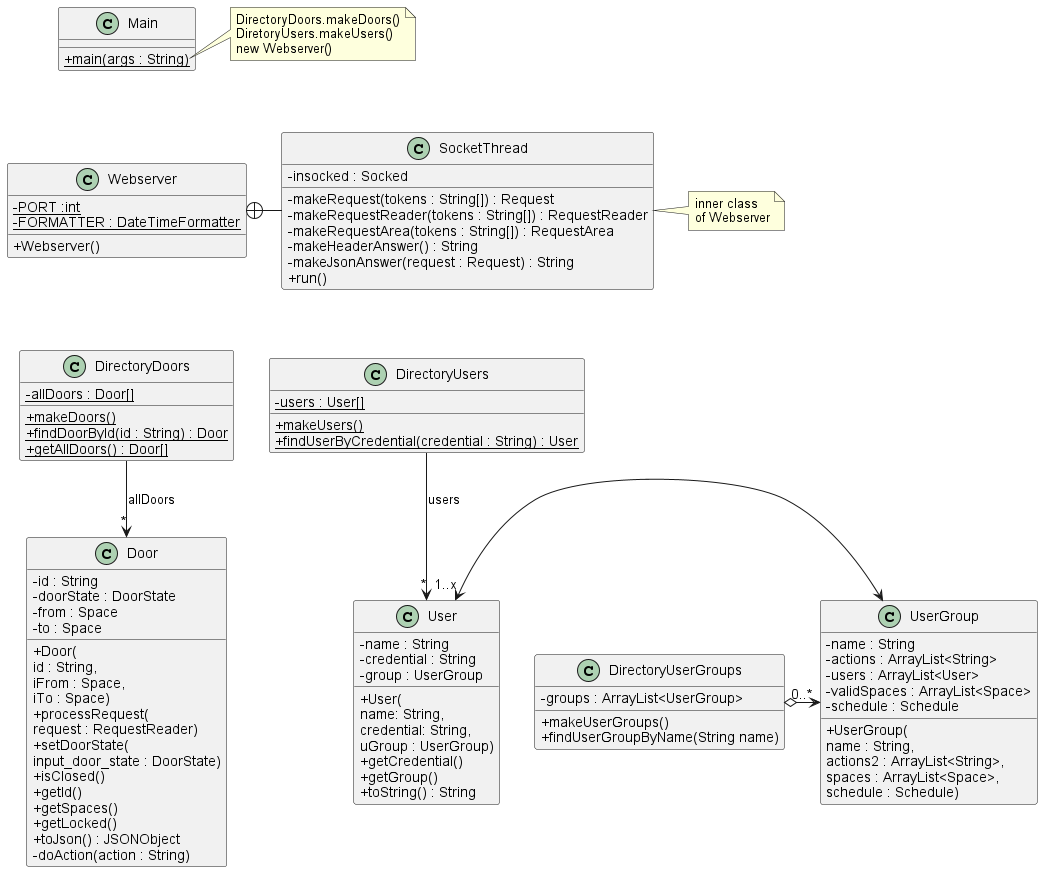 C Main
+main(args : String)
DirectoryDoors.makeDoors()
DiretoryUsers.makeUsers()
new Webserver()
C Webserver
-PORT :int
-FORMATTER : DateTimeFormatter
+Webserver()
C SocketThread
-insocked : Socked
-makeRequest(tokens : String[]) : Request
-makeRequestReader(tokens : String[]) : RequestReader
-makeRequestArea(tokens : String[]) : RequestArea
-makeHeaderAnswer() : String
-makeJsonAnswer(request : Request) : String
+run()
inner class
of Webserver
C DirectoryDoors
-allDoors : Door[]
+makeDoors()
+findDoorById(id : String) : Door
+getAllDoors() : Door[]
C DirectoryUsers
-users : User[]
+makeUsers()
+findUserByCredential(credential : String) : User
allDoors
*
users
*
1..x
C Door
-id : String
-doorState : DoorState
-from : Space
-to : Space
+Door(
id : String,
iFrom : Space,
iTo : Space)
+processRequest(
request : RequestReader)
+setDoorState(
input_door_state : DoorState)
+isClosed()
+getId()
+getSpaces()
+getLocked()
+toJson() : JSONObject
-doAction(action : String)
C User
-name : String
-credential : String
-group : UserGroup
+User(
name: String,
credential: String,
uGroup : UserGroup)
+getCredential()
+getGroup()
+toString() : String
C DirectoryUserGroups
-groups : ArrayList<UserGroup>
+makeUserGroups()
+findUserGroupByName(String name)
0..*
C UserGroup
-name : String
-actions : ArrayList<String>
-users : ArrayList<User>
-validSpaces : ArrayList<Space>
-schedule : Schedule
+UserGroup(
name : String,
actions2 : ArrayList<String>,
spaces : ArrayList<Space>,
schedule : Schedule)